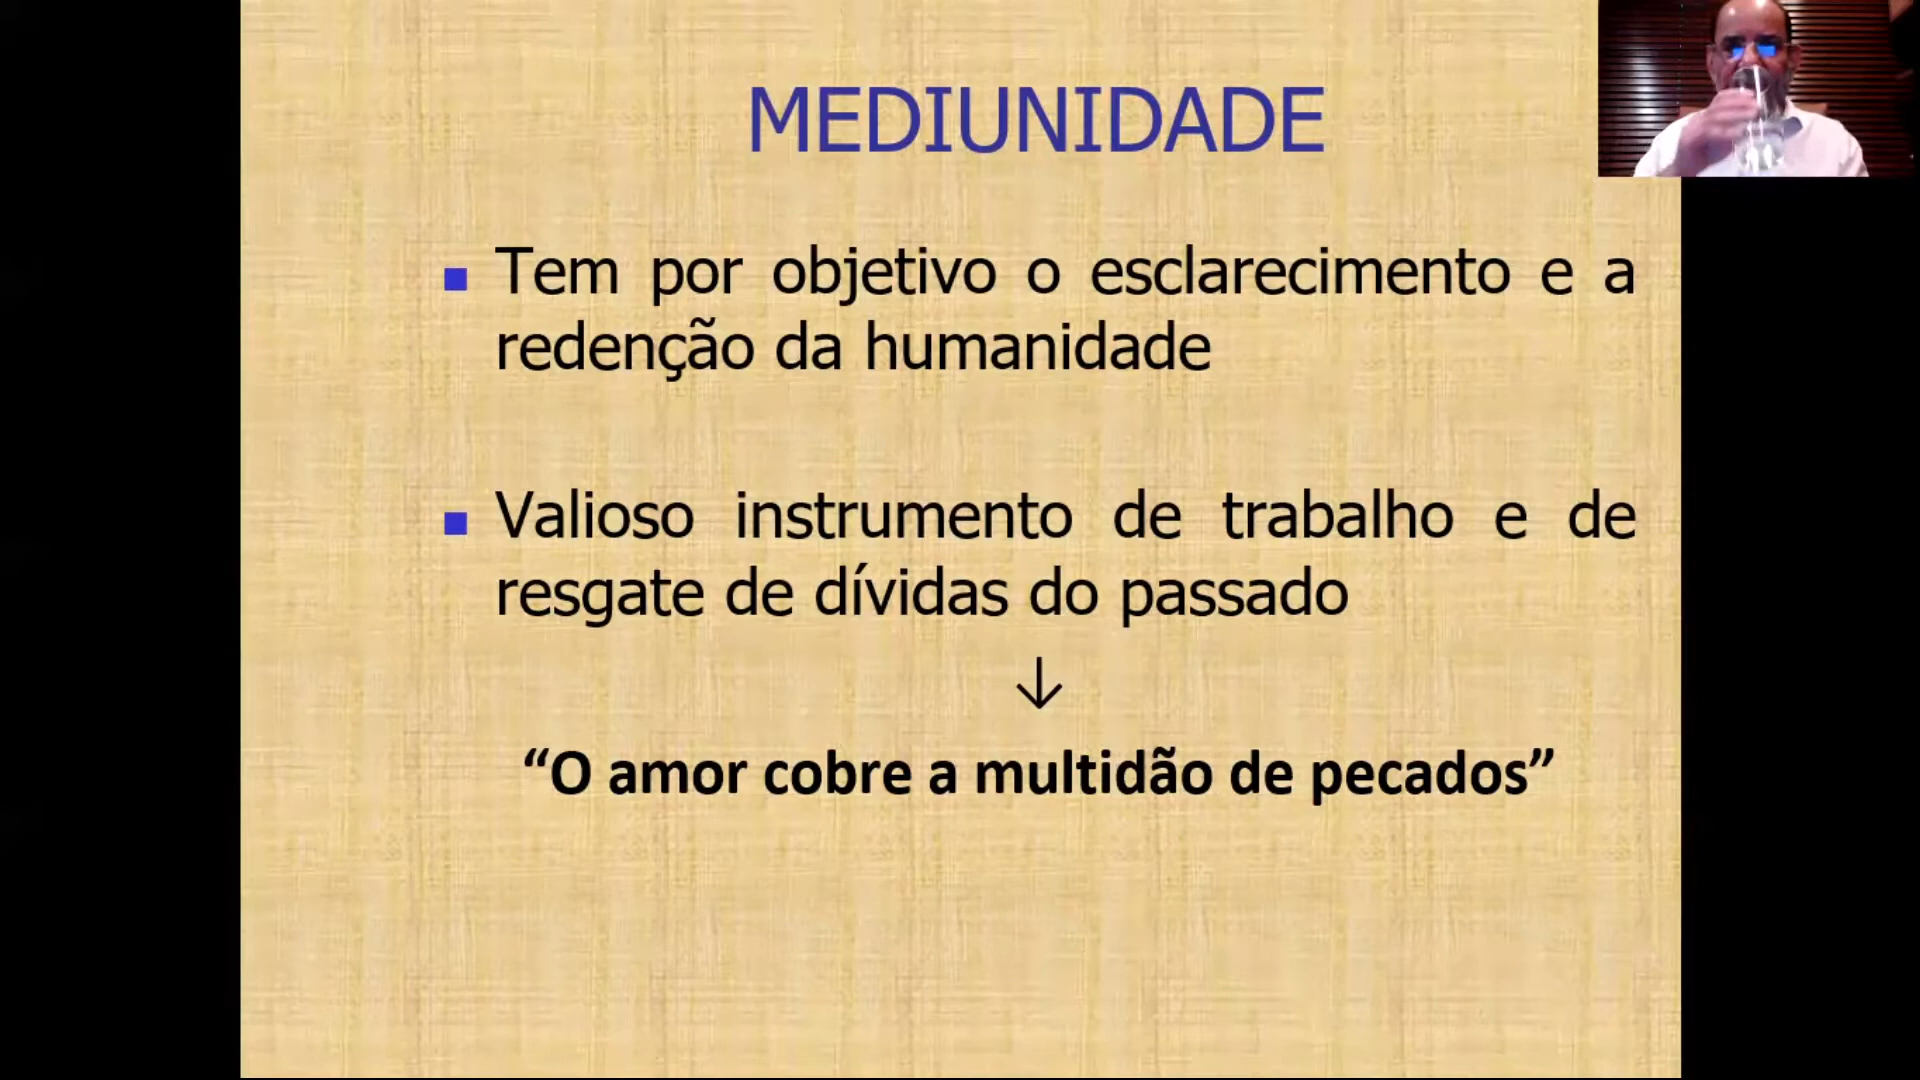 MEDIUNIDADE
Tem por objetivo o esclarecimento e a
redenção da humanidade
Valioso instrumento de trabalho e de
resgate de dívidas do passado
↓
“O amor cobre a multidão de pecados”